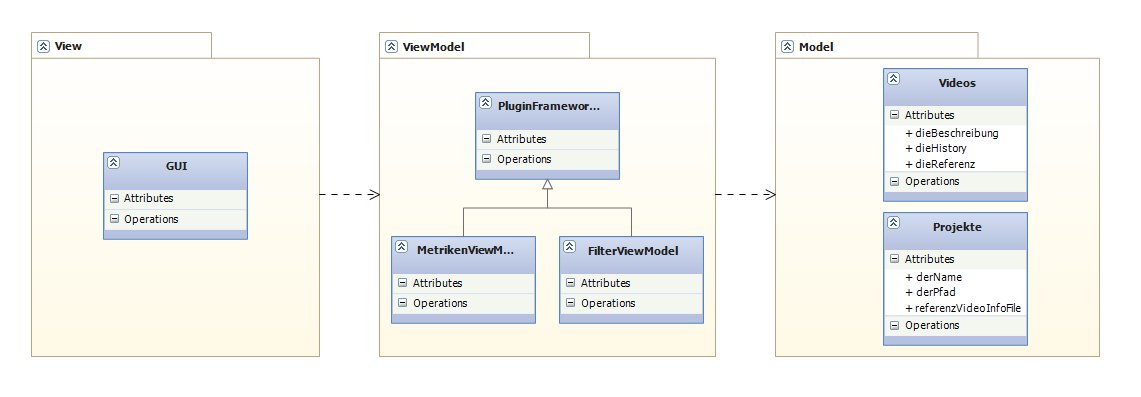 View
GUI
Attributes
Operations
ViewModel
PluginFramewor...
Attributes
Operations
MetrikenViewM...
Attributes
Operations
FilterViewModel
Attributes
Operations
Model
Videos
Attributes
+ dieBeschreibung
+ dieHistory
+ dieReferenz
Operations
Projekte
Attributes
+ derName
+ derPfad
+ referenzVideoInfoFile
Operations